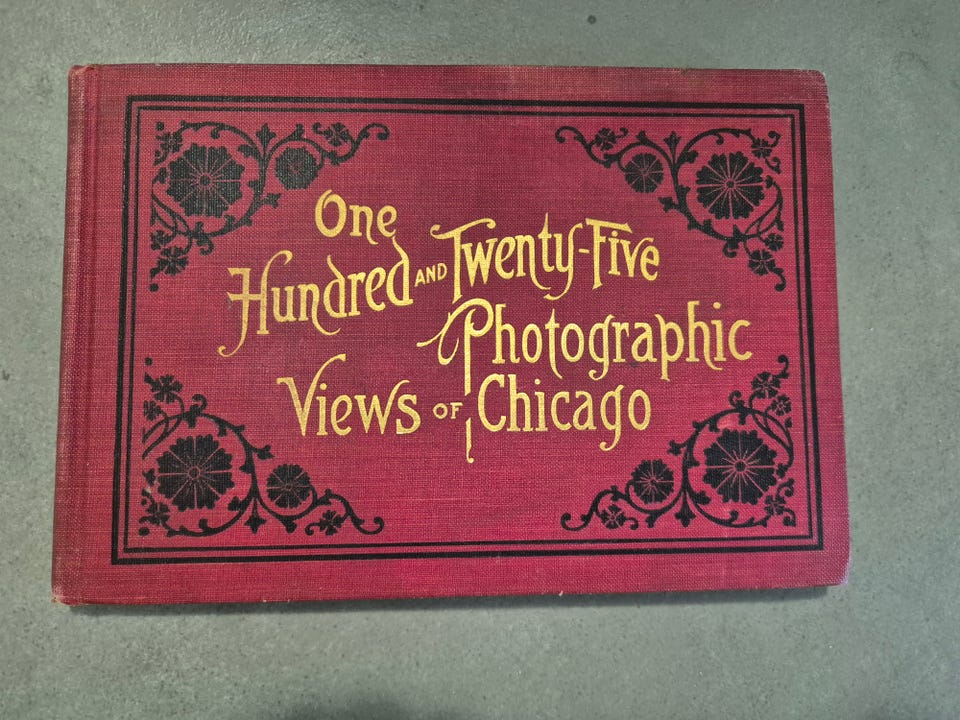 One
Hundred AND Twenty-Five
Photographic
Views OF Chicago